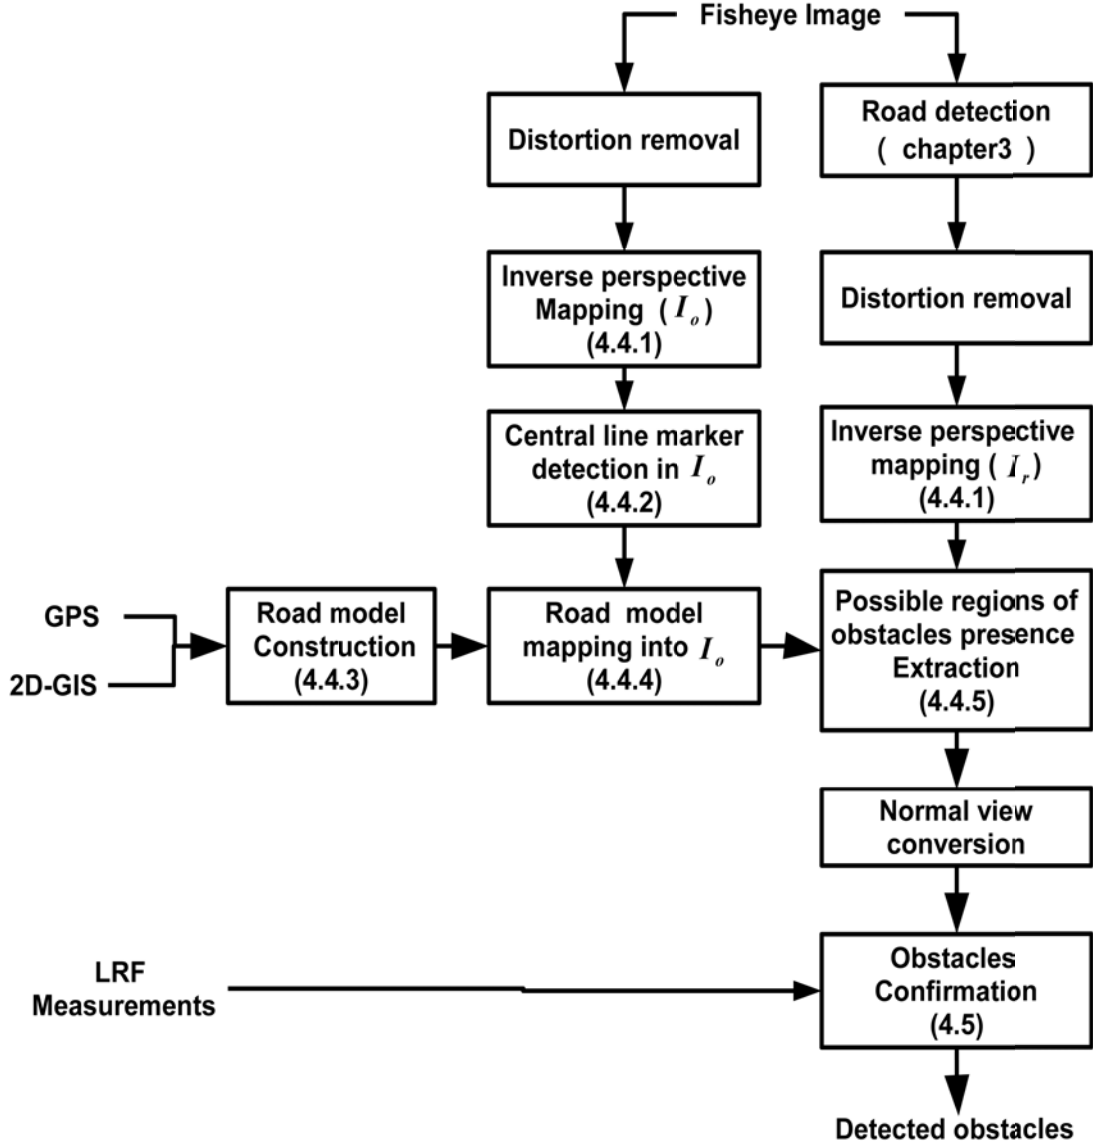 Fisheye Image
Distortion removal
Road detection
( chapter3 )
Inverse perspective
Mapping ( I_o )
(4.4.1)
Distortion removal
Central line marker
detection in I_o
(4.4.2)
Inverse perspective
mapping ( I_r )
(4.4.1)
GPS
2D-GIS
Road model
Construction
(4.4.3)
Road model
mapping into I_o
(4.4.4)
Possible regions of
obstacles presence
Extraction
(4.4.5)
Normal view
conversion
LRF
Measurements
Obstacles
Confirmation
(4.5)
Detected obstacles